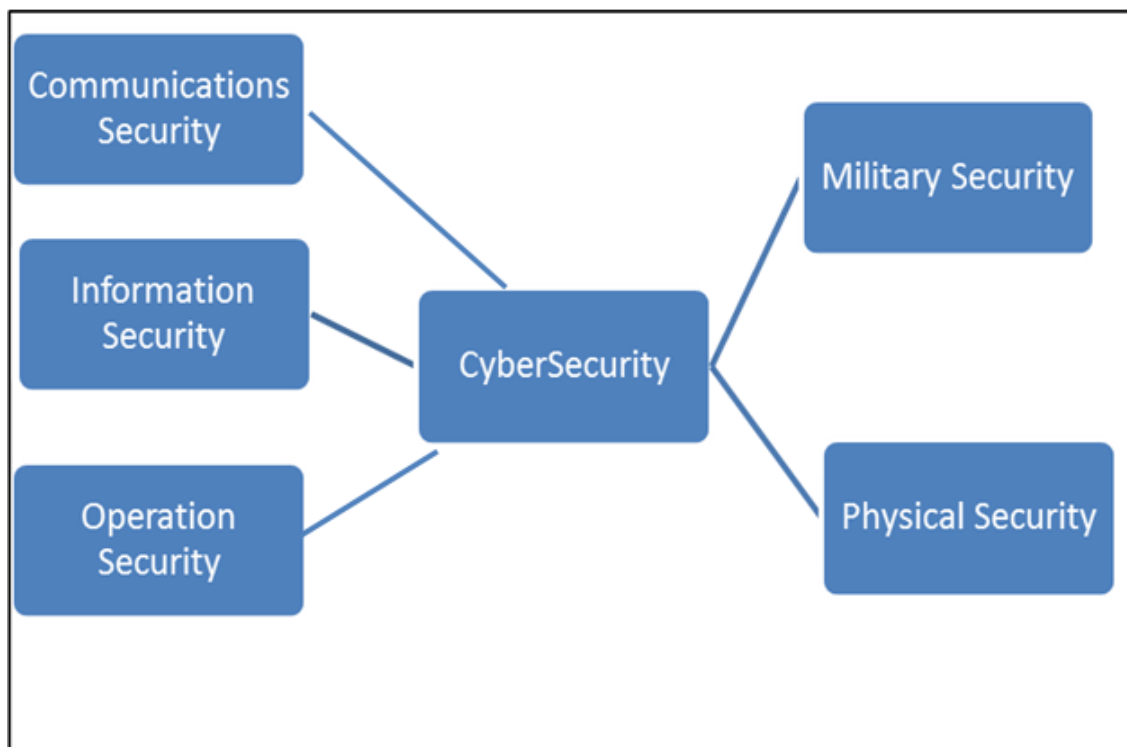 Communications
Security
Information
Security
Operation
Security
CyberSecurity
Military Security
Physical Security